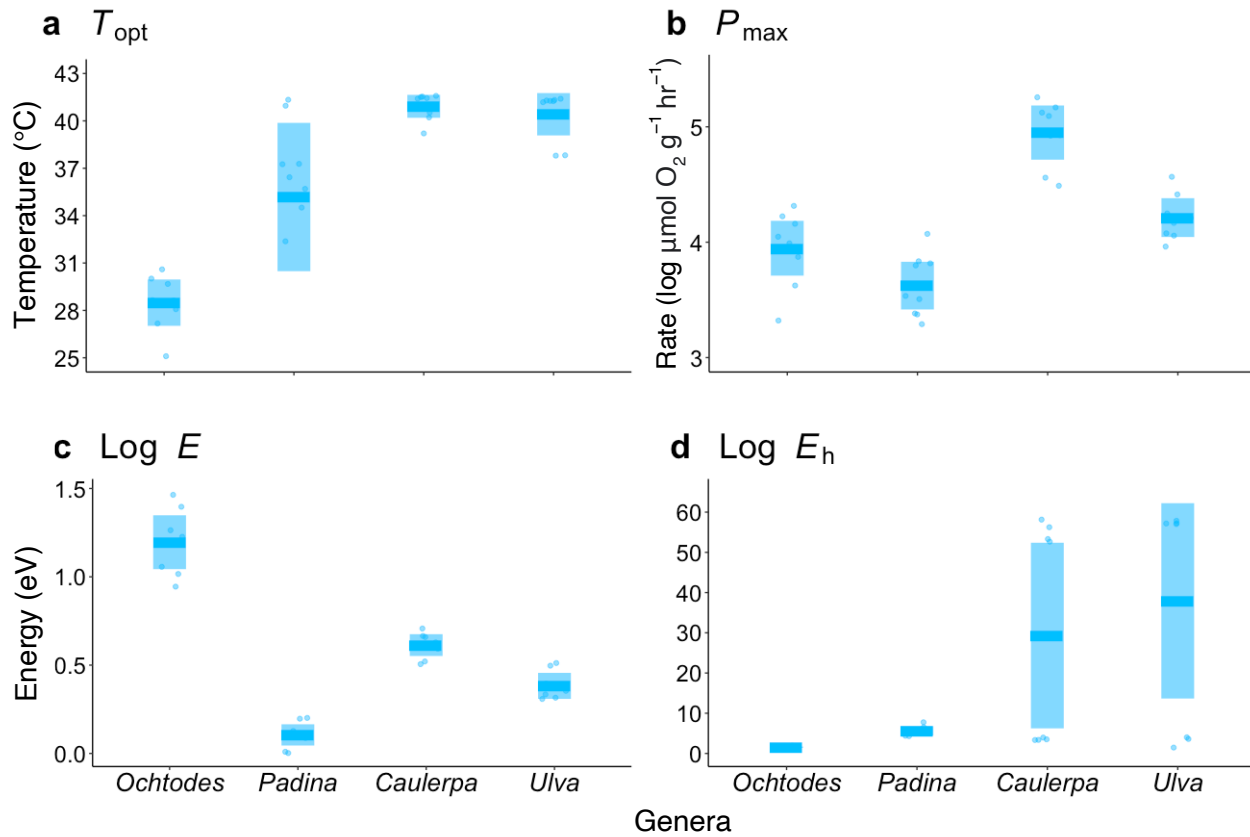 a T opt
b P max
Temperature (°C)
43
40
37
34
31
28
25
Rate (log µmol O2 g−1 hr−1)
5
4
3
c Log E
d Log Eh
Energy (eV)
1.5
1.0
0.5
0.0
60
50
40
30
20
10
0
Ochtodes Padina Caulerpa Ulva
Ochtodes Padina Caulerpa Ulva
Genera